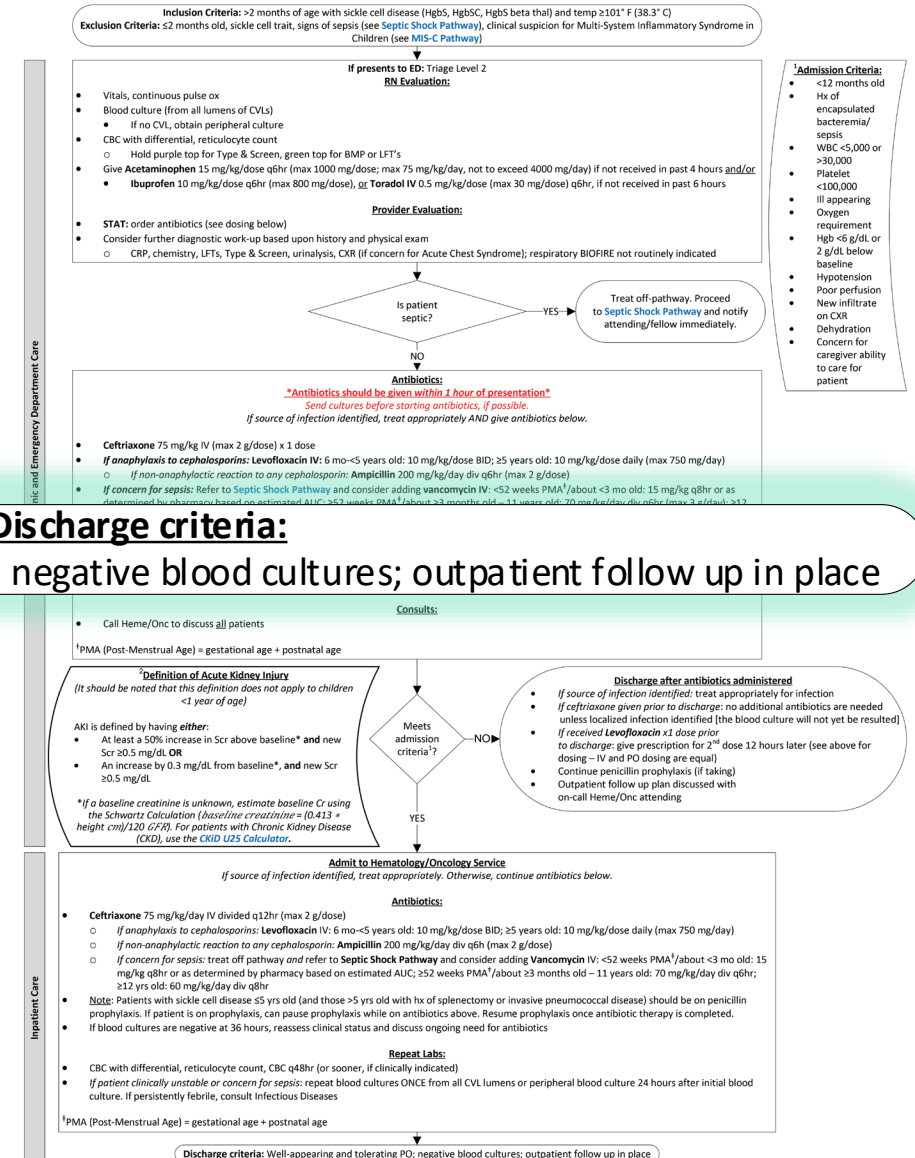 Inclusion Criteria: >2 months of age with sickle cell disease (HgbS, HgbSC, HgbS beta thal) and temp ≥101° F (38.3° C)
Exclusion Criteria: ≤2 months old, sickle cell trait, signs of sepsis (see Septic Shock Pathway), clinical suspicion for Multi-System Inflammatory Syndrome in
Children (see MIS-C Pathway)
If presents to ED: Triage Level 2
RN Evaluation:
• Vitals, continuous pulse ox
• Blood culture (from all lumens of CVLs)
• If no CVL, obtain peripheral culture
• CBC with differential, reticulocyte count
o Hold purple top for Type & Screen, green top for BMP or LFT's
• Give Acetaminophen 15 mg/kg/dose q6hr (max 1000 mg/dose; max 75 mg/kg/day, not to exceed 4000 mg/day) if not received in past 4 hours and/or
• Ibuprofen 10 mg/kg/dose q6hr (max 800 mg/dose), or Toradol IV 0.5 mg/kg/dose (max 30 mg/dose) q6hr, if not received in past 6 hours
Provider Evaluation:
• STAT: order antibiotics (see dosing below)
• Consider further diagnostic work-up based upon history and physical exam
o CRP, chemistry, LFTs, Type & Screen, urinalysis, CXR (if concern for Acute Chest Syndrome); respiratory BIOFIRE not routinely indicated
1Admission Criteria:
• <12 months old
• Hx of
encapsulated
bacteremia/
sepsis
• WBC <5,000 or
>30,000
• Platelet
<100,000
• Ill appearing
• Oxygen
requirement
• Hgb <6 g/dL or
2 g/dL below
baseline
• Hypotension
• Poor perfusion
• New infiltrate
on CXR
• Dehydration
• Concern for
caregiver ability
to care for
patient
Is patient
septic?
YES
Treat off-pathway. Proceed
to Septic Shock Pathway and notify
attending/fellow immediately.
NO
nic and Emergency Department Care
Antibiotics:
*Antibiotics should be given within 1 hour of presentation*
Send cultures before starting antibiotics, if possible.
If source of infection identified, treat appropriately AND give antibiotics below.
• Ceftriaxone 75 mg/kg IV (max 2 g/dose) x 1 dose
• If anaphylaxis to cephalosporins: Levofloxacin IV: 6 mo-<5 years old: 10 mg/kg/dose BID; ≥5 years old: 10 mg/kg/dose daily (max 750 mg/day)
o If non-anaphylactic reaction to any cephalosporin: Ampicillin 200 mg/kg/day div q6hr (max 2 g/dose)
• If concern for sepsis: Refer to Septic Shock Pathway and consider adding vancomycin IV: <52 weeks PMA‡/about <3 mo old: 15 mg/kg q8hr or as
determined by pharmacy based on estimated AUC; ≥52 weeks PMA‡/about ≥3 months old – 11 years old: 70 mg/kg/day div q6hr (max 3 g/day); ≥12
Discharge criteria:
negative blood cultures; outpatient follow up in place
Consults:
• Call Heme/Onc to discuss all patients
‡PMA (Post-Menstrual Age) = gestational age + postnatal age
2Definition of Acute Kidney Injury
(It should be noted that this definition does not apply to children
<1 year of age)
AKI is defined by having either:
• At least a 50% increase in Scr above baseline* and new
Scr ≥0.5 mg/dL OR
• An increase by 0.3 mg/dL from baseline*, and new Scr
≥0.5 mg/dL
*If a baseline creatinine is unknown, estimate baseline Cr using
the Schwartz Calculation (baseline creatinine = (0.413 *
height cm)/120 GFR). For patients with Chronic Kidney Disease
(CKD), use the CKiD U25 Calculator.
Meets
admission
criteria1?
NO
YES
Discharge after antibiotics administered
• If source of infection identified: treat appropriately for infection
• If ceftriaxone given prior to discharge: no additional antibiotics are needed
unless localized infection identified [the blood culture will not yet be resulted]
• If received Levofloxacin x1 dose prior
to discharge: give prescription for 2nd dose 12 hours later (see above for
dosing – IV and PO dosing are equal)
• Continue penicillin prophylaxis (if taking)
• Outpatient follow up plan discussed with
on-call Heme/Onc attending
Inpatient Care
Admit to Hematology/Oncology Service
If source of infection identified, treat appropriately. Otherwise, continue antibiotics below.
Antibiotics:
• Ceftriaxone 75 mg/kg/day IV divided q12hr (max 2 g/dose)
o If anaphylaxis to cephalosporins: Levofloxacin IV: 6 mo-<5 years old: 10 mg/kg/dose BID; ≥5 years old: 10 mg/kg/dose daily (max 750 mg/day)
o If non-anaphylactic reaction to any cephalosporin: Ampicillin 200 mg/kg/day div q6h (max 2 g/dose)
o If concern for sepsis: treat off pathway and refer to Septic Shock Pathway and consider adding Vancomycin IV: <52 weeks PMA‡/about <3 mo old: 15
mg/kg q8hr or as determined by pharmacy based on estimated AUC; ≥52 weeks PMA‡/about ≥3 months old – 11 years old: 70 mg/kg/day div q6hr;
≥12 yrs old: 60 mg/kg/day div q8hr
• Note: Patients with sickle cell disease ≤5 yrs old (and those >5 yrs old with hx of splenectomy or invasive pneumococcal disease) should be on penicillin
prophylaxis. If patient is on prophylaxis, can pause prophylaxis while on antibiotics above. Resume prophylaxis once antibiotic therapy is completed.
• If blood cultures are negative at 36 hours, reassess clinical status and discuss ongoing need for antibiotics
Repeat Labs:
• CBC with differential, reticulocyte count, CBC q48hr (or sooner, if clinically indicated)
• If patient clinically unstable or concern for sepsis: repeat blood cultures ONCE from all CVL lumens or peripheral blood culture 24 hours after initial blood
culture. If persistently febrile, consult Infectious Diseases
‡PMA (Post-Menstrual Age) = gestational age + postnatal age
Discharge criteria: Well-appearing and tolerating PO; negative blood cultures; outpatient follow up in place